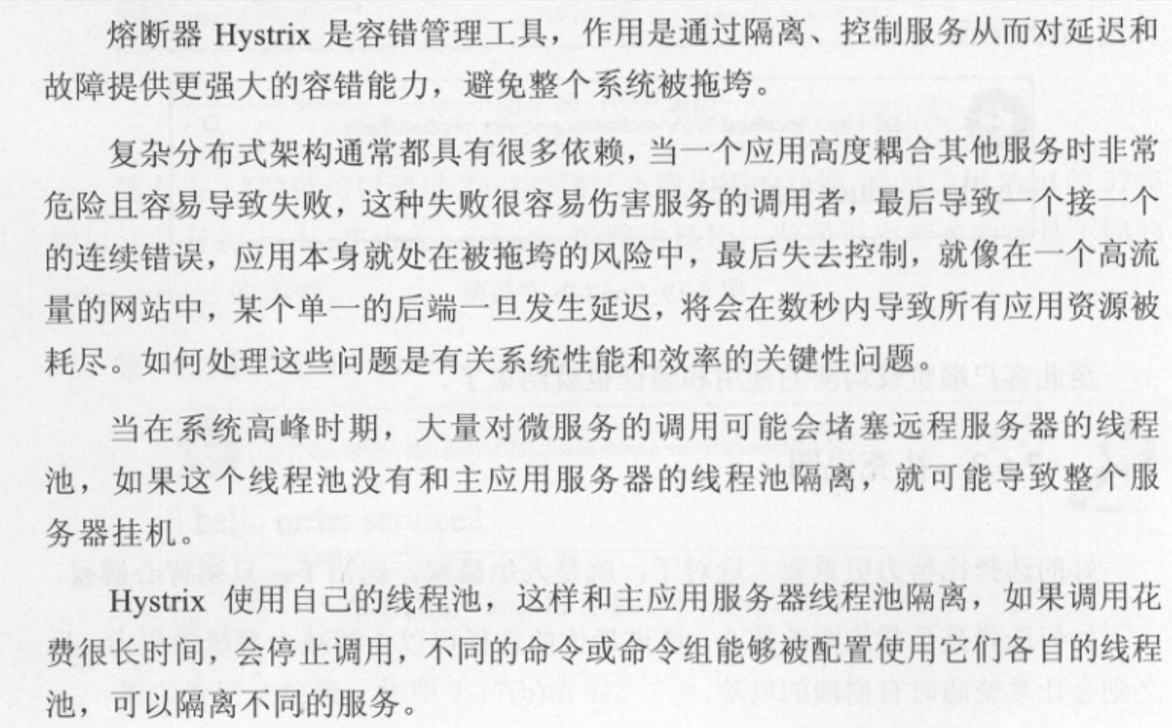 熔断器 Hystrix 是容错管理工具，作用是通过隔离、控制服务从而对延迟和
故障提供更强大的容错能力，避免整个系统被拖垮。
复杂分布式架构通常都具有很多依赖，当一个应用高度耦合其他服务时非常
危险且容易导致失败，这种失败很容易伤害服务的调用者，最后导致一个接一个
的连续错误，应用本身就处在被拖垮的风险中，最后失去控制，就像在一个高流
量的网站中，某个单一的后端一旦发生延迟，将会在数秒内导致所有应用资源被
耗尽。如何处理这些问题是有关系统性能和效率的关键性问题。
当在系统高峰时期，大量对微服务的调用可能会堵塞远程服务器的线程
池，如果这个线程池没有和主应用服务器的线程池隔离，就可能导致整个服
务器挂机。
Hystrix 使用自己的线程池，这样和主应用服务器线程池隔离，如果调用花
费很长时间，会停止调用，不同的命令或命令组能够被配置使用它们各自的线程
池，可以隔离不同的服务。